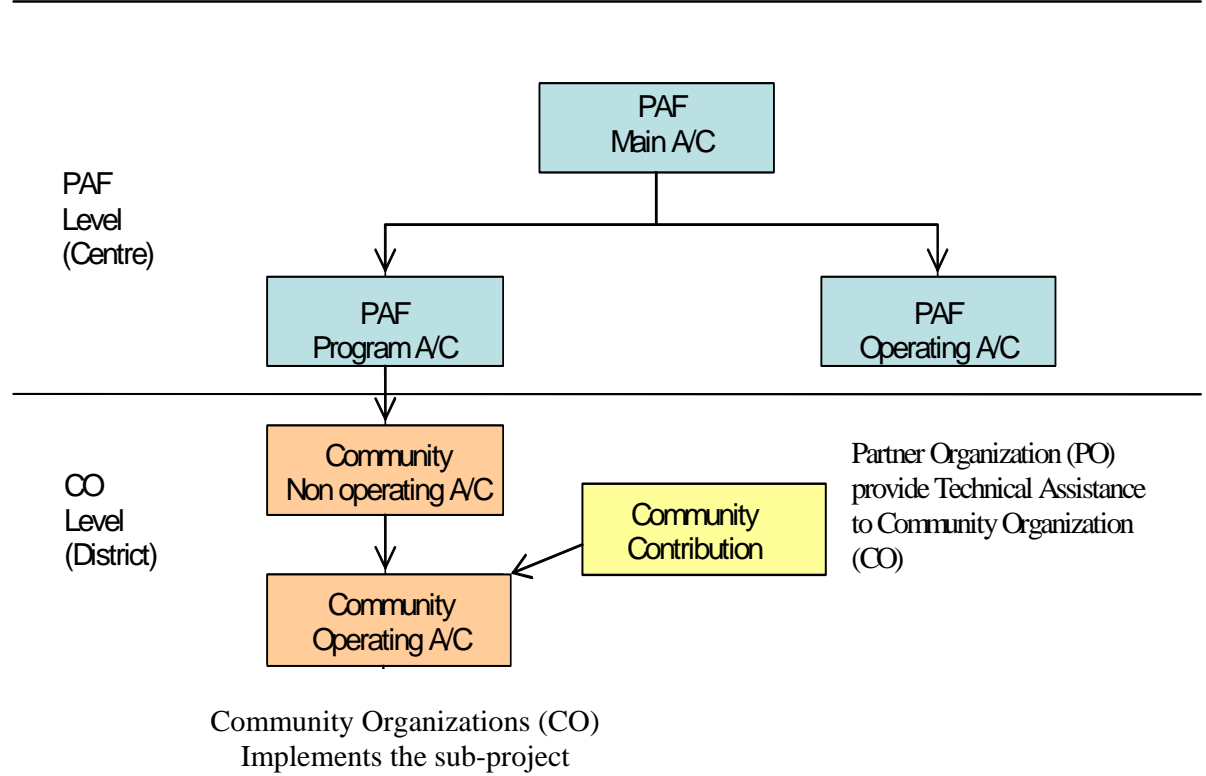 PAF
Main A/C
PAF
Level
(Centre)
PAF
Program A/C
PAF
Operating A/C
Community
Non operating A/C
CO
Level
(District)
Community
Contribution
Partner Organization (PO)
provide Technical Assistance
to Community Organization
(CO)
Community
Operating A/C
Community Organizations (CO)
Implements the sub-project